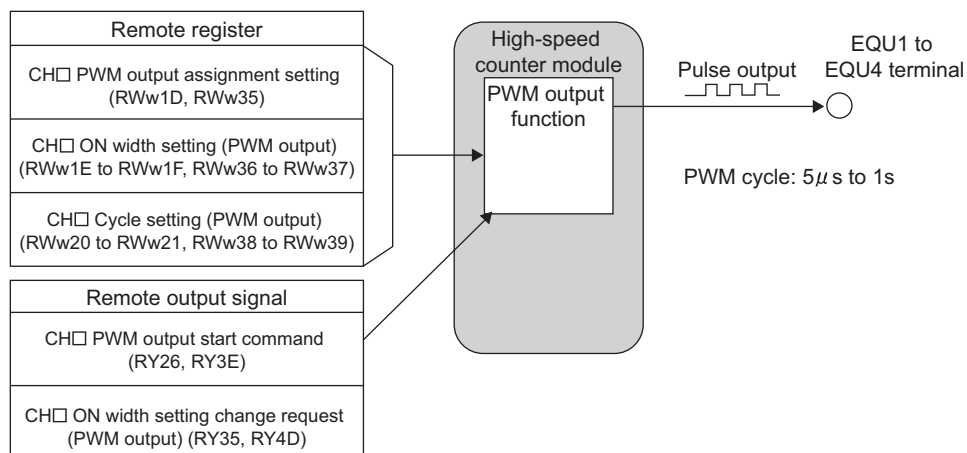 Remote register
CH□ PWM output assignment setting
(RWw1D, RWw35)
CH□ ON width setting (PWM output)
(RWw1E to RWw1F, RWw36 to RWw37)
CH□ Cycle setting (PWM output)
(RWw20 to RWw21, RWw38 to RWw39)
Remote output signal
CH□ PWM output start command
(RY26, RY3E)
CH□ ON width setting change request
(PWM output) (RY35, RY4D)
High-speed
counter module
PWM output
function
Pulse output
EQU1 to
EQU4 terminal
PWM cycle: 5μs to 1s